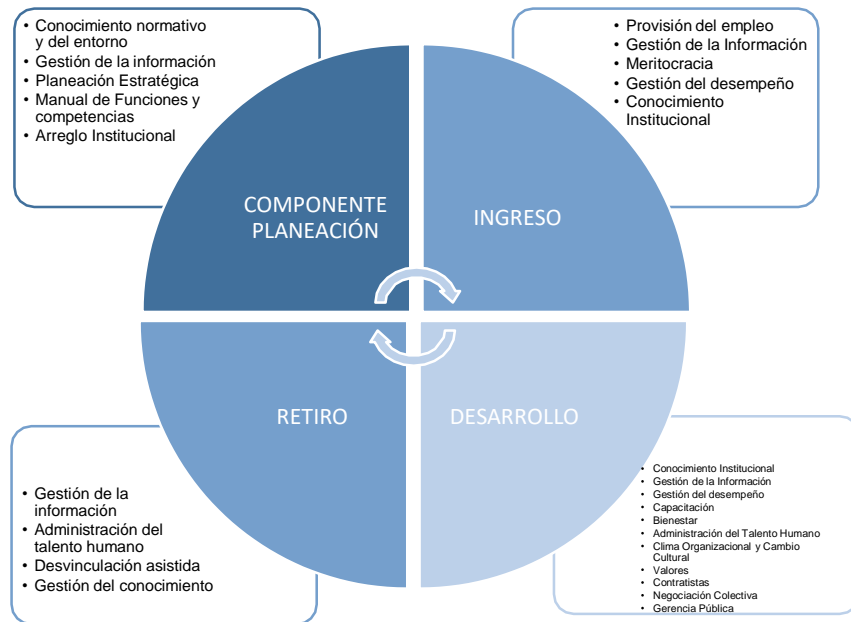 • Conocimiento normativo
y del entorno
• Gestión de la información
• Planeación Estratégica
• Manual de Funciones y
competencias
• Arreglo Institucional
• Provisión del empleo
• Gestión de la Información
• Meritocracia
• Gestión del desempeño
• Conocimiento
Institucional
COMPONENTE
PLANEACIÓN
INGRESO
RETIRO
DESARROLLO
• Gestión de la
información
• Administración del
talento humano
• Desvinculación asistida
• Gestión del conocimiento
• Conocimiento Institucional
• Gestión de la Información
• Gestión del desempeño
• Capacitación
• Bienestar
• Administración del Talento Humano
• Clima Organizacional y Cambio
Cultural
• Valores
• Contratistas
• Negociación Colectiva
• Gerencia Pública